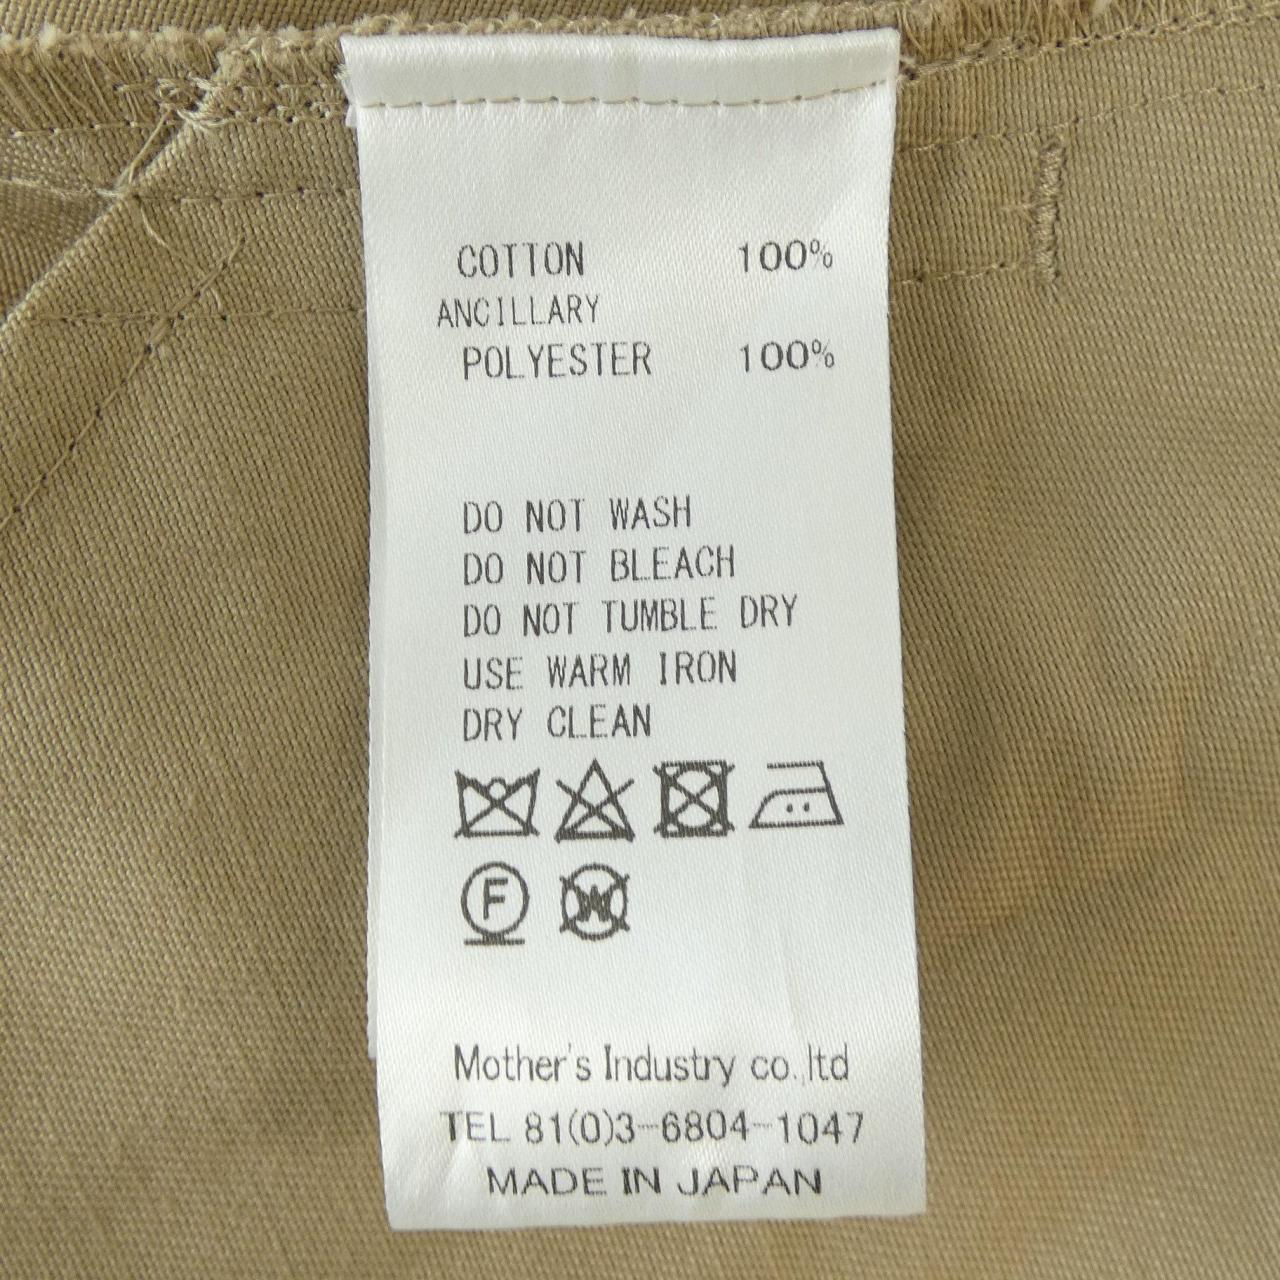 COTTON 100%
ANCILLARY
POLYESTER 100%
DO NOT WASH
DO NOT BLEACH
DO NOT TUMBLE DRY
USE WARM IRON
DRY CLEAN
F W
Mother's Industry co.,ltd
TEL 81(0)3-6804-1047
MADE IN JAPAN